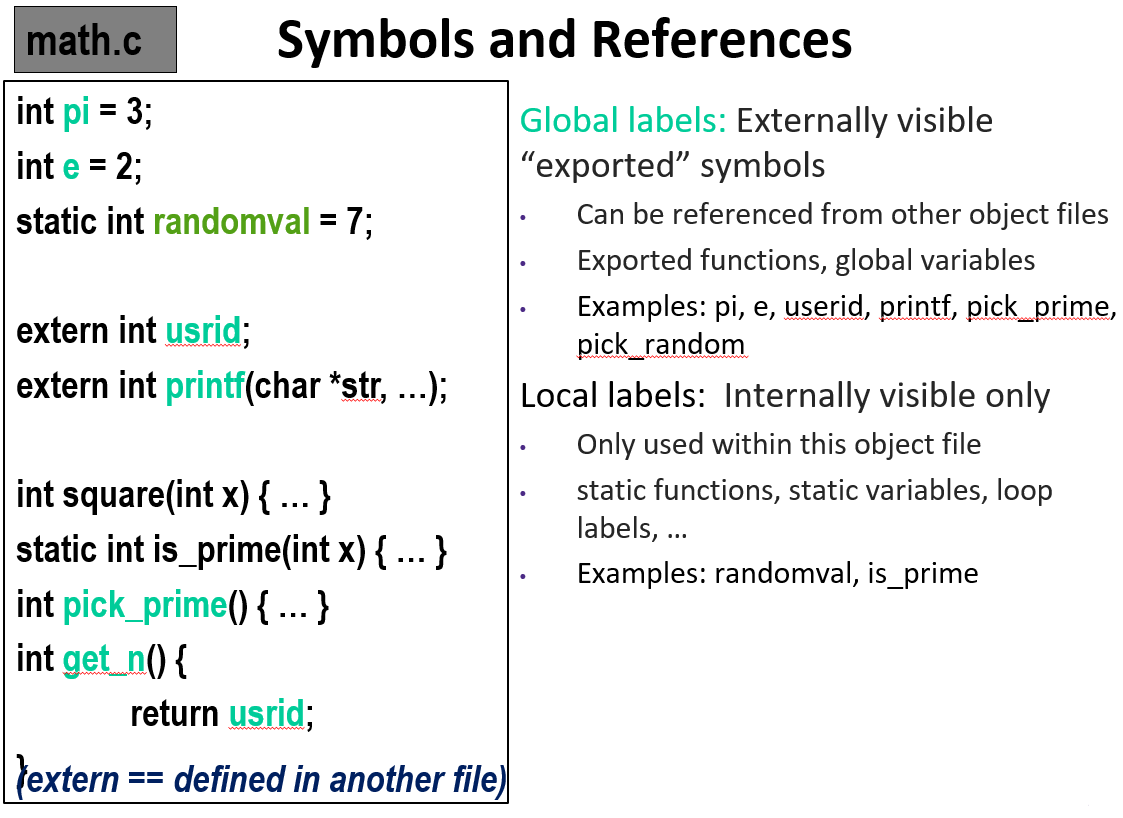 math.c
Symbols and References
int pi = 3;
int e = 2;
static int randomval = 7;
extern int usrid;
extern int printf(char *str, …);
int square(int x) { … }
static int is_prime(int x) { … }
int pick_prime() { … }
int get_n() {
return usrid;
}
(extern == defined in another file)
Global labels: Externally visible
“exported” symbols
• Can be referenced from other object files
• Exported functions, global variables
• Examples: pi, e, userid, printf, pick_prime,
pick_random
Local labels: Internally visible only
• Only used within this object file
• static functions, static variables, loop
labels, …
• Examples: randomval, is_prime